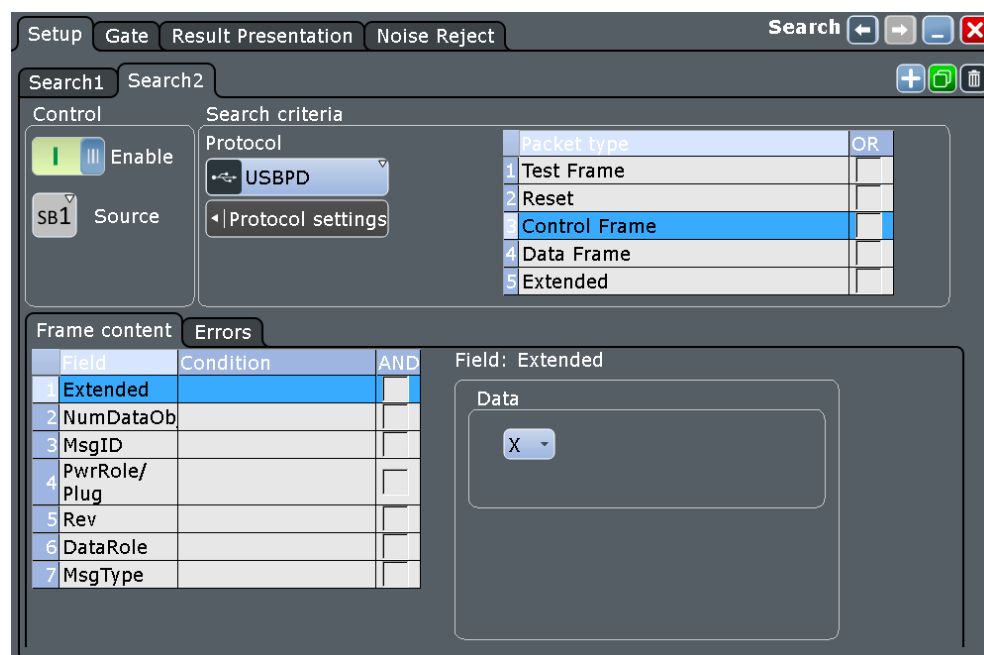 Setup Gate Result Presentation Noise Reject Search
Search1 Search2
Control Search criteria
Enable
SB1 Source
Protocol
USBPD
Protocol settings
Packet type OR
1 Test Frame
2 Reset
3 Control Frame
4 Data Frame
5 Extended
Frame content Errors
Field Condition AND
1 Extended
2 NumDataOb
3 MsgID
4 PwrRole/
Plug
5 Rev
6 DataRole
7 MsgType
Field: Extended
Data
X